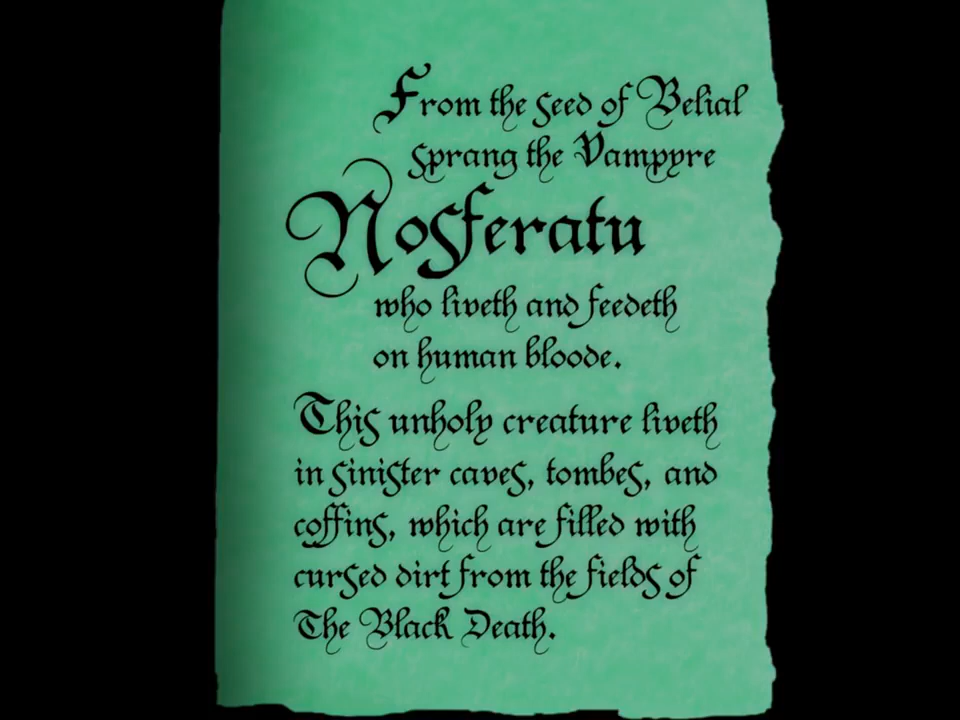 From the seed of Belial
sprang the Vampyre
Nosferatu
who liveth and feedeth
on human bloode.
This unholy creature liveth
in sinister caves, tombes, and
coffins, which are filled with
cursed dirt from the fields of
The Black Death.